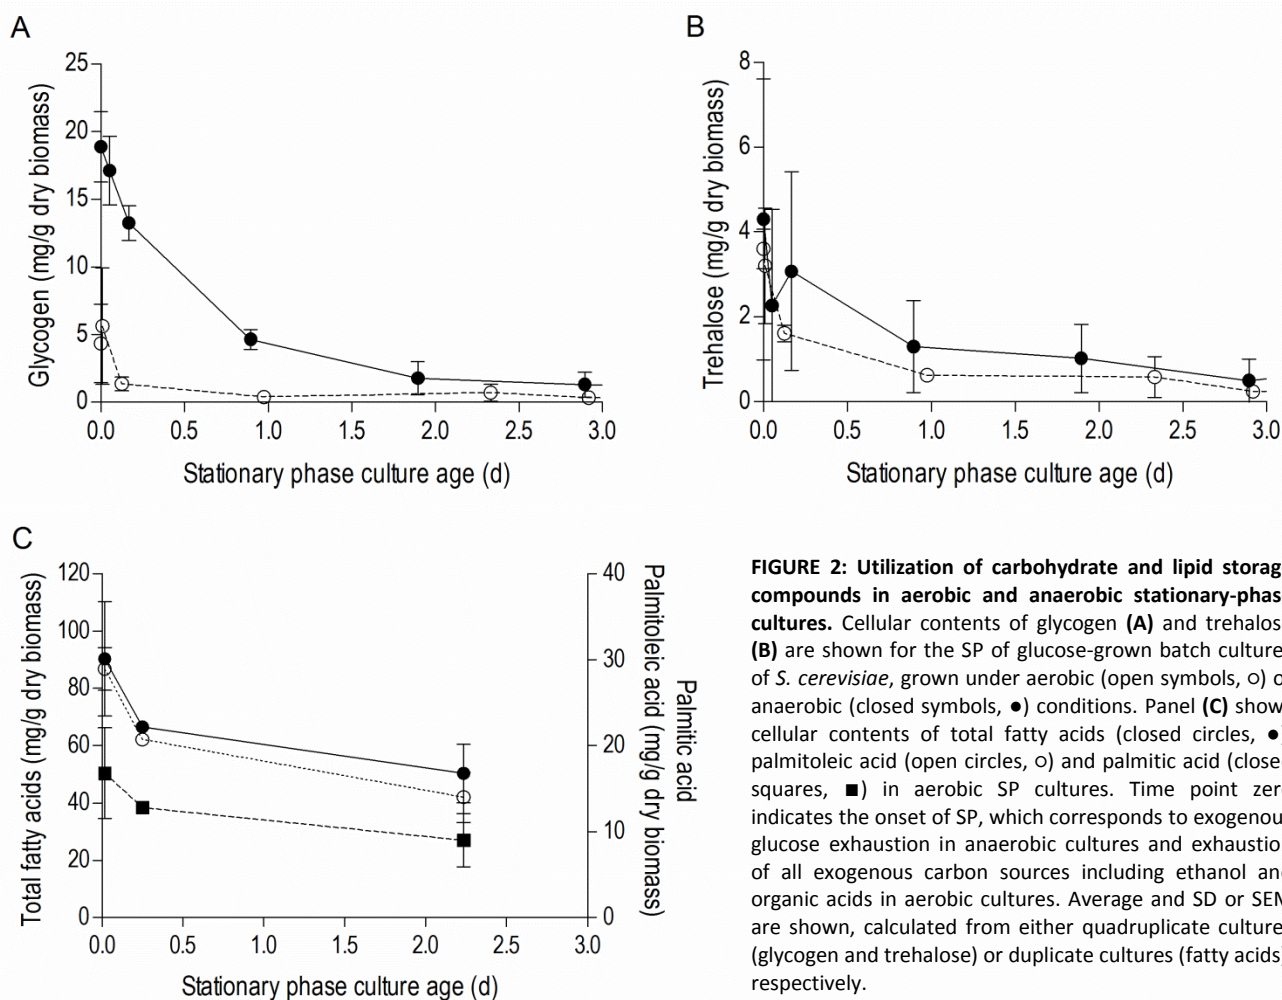 A
25
20
15
10
5
0
Glycogen (mg/g dry biomass)
0.0 0.5 1.0 1.5 2.0 2.5 3.0
Stationary phase culture age (d)
B
8
6
4
2
0
Trehalose (mg/g dry biomass)
0.0 0.5 1.0 1.5 2.0 2.5 3.0
Stationary phase culture age (d)
C
120
100
80
60
40
20
0
Total fatty acids (mg/g dry biomass)
40
30
20
10
0
Palmitic acid
Palmitoleic acid (mg/g dry biomass)
0.0 0.5 1.0 1.5 2.0 2.5 3.0
Stationary phase culture age (d)
FIGURE 2: Utilization of carbohydrate and lipid storag
compounds in aerobic and anaerobic stationary-phas
cultures. Cellular contents of glycogen (A) and trehalos
(B) are shown for the SP of glucose-grown batch culture
of S. cerevisiae, grown under aerobic (open symbols, ○) o
anaerobic (closed symbols, ●) conditions. Panel (C) show
cellular contents of total fatty acids (closed circles, ●)
palmitoleic acid (open circles, ○) and palmitic acid (close
squares, ■) in aerobic SP cultures. Time point zer
indicates the onset of SP, which corresponds to exogenou
glucose exhaustion in anaerobic cultures and exhaustio
of all exogenous carbon sources including ethanol an
organic acids in aerobic cultures. Average and SD or SEM
are shown, calculated from either quadruplicate culture
(glycogen and trehalose) or duplicate cultures (fatty acids)
respectively.